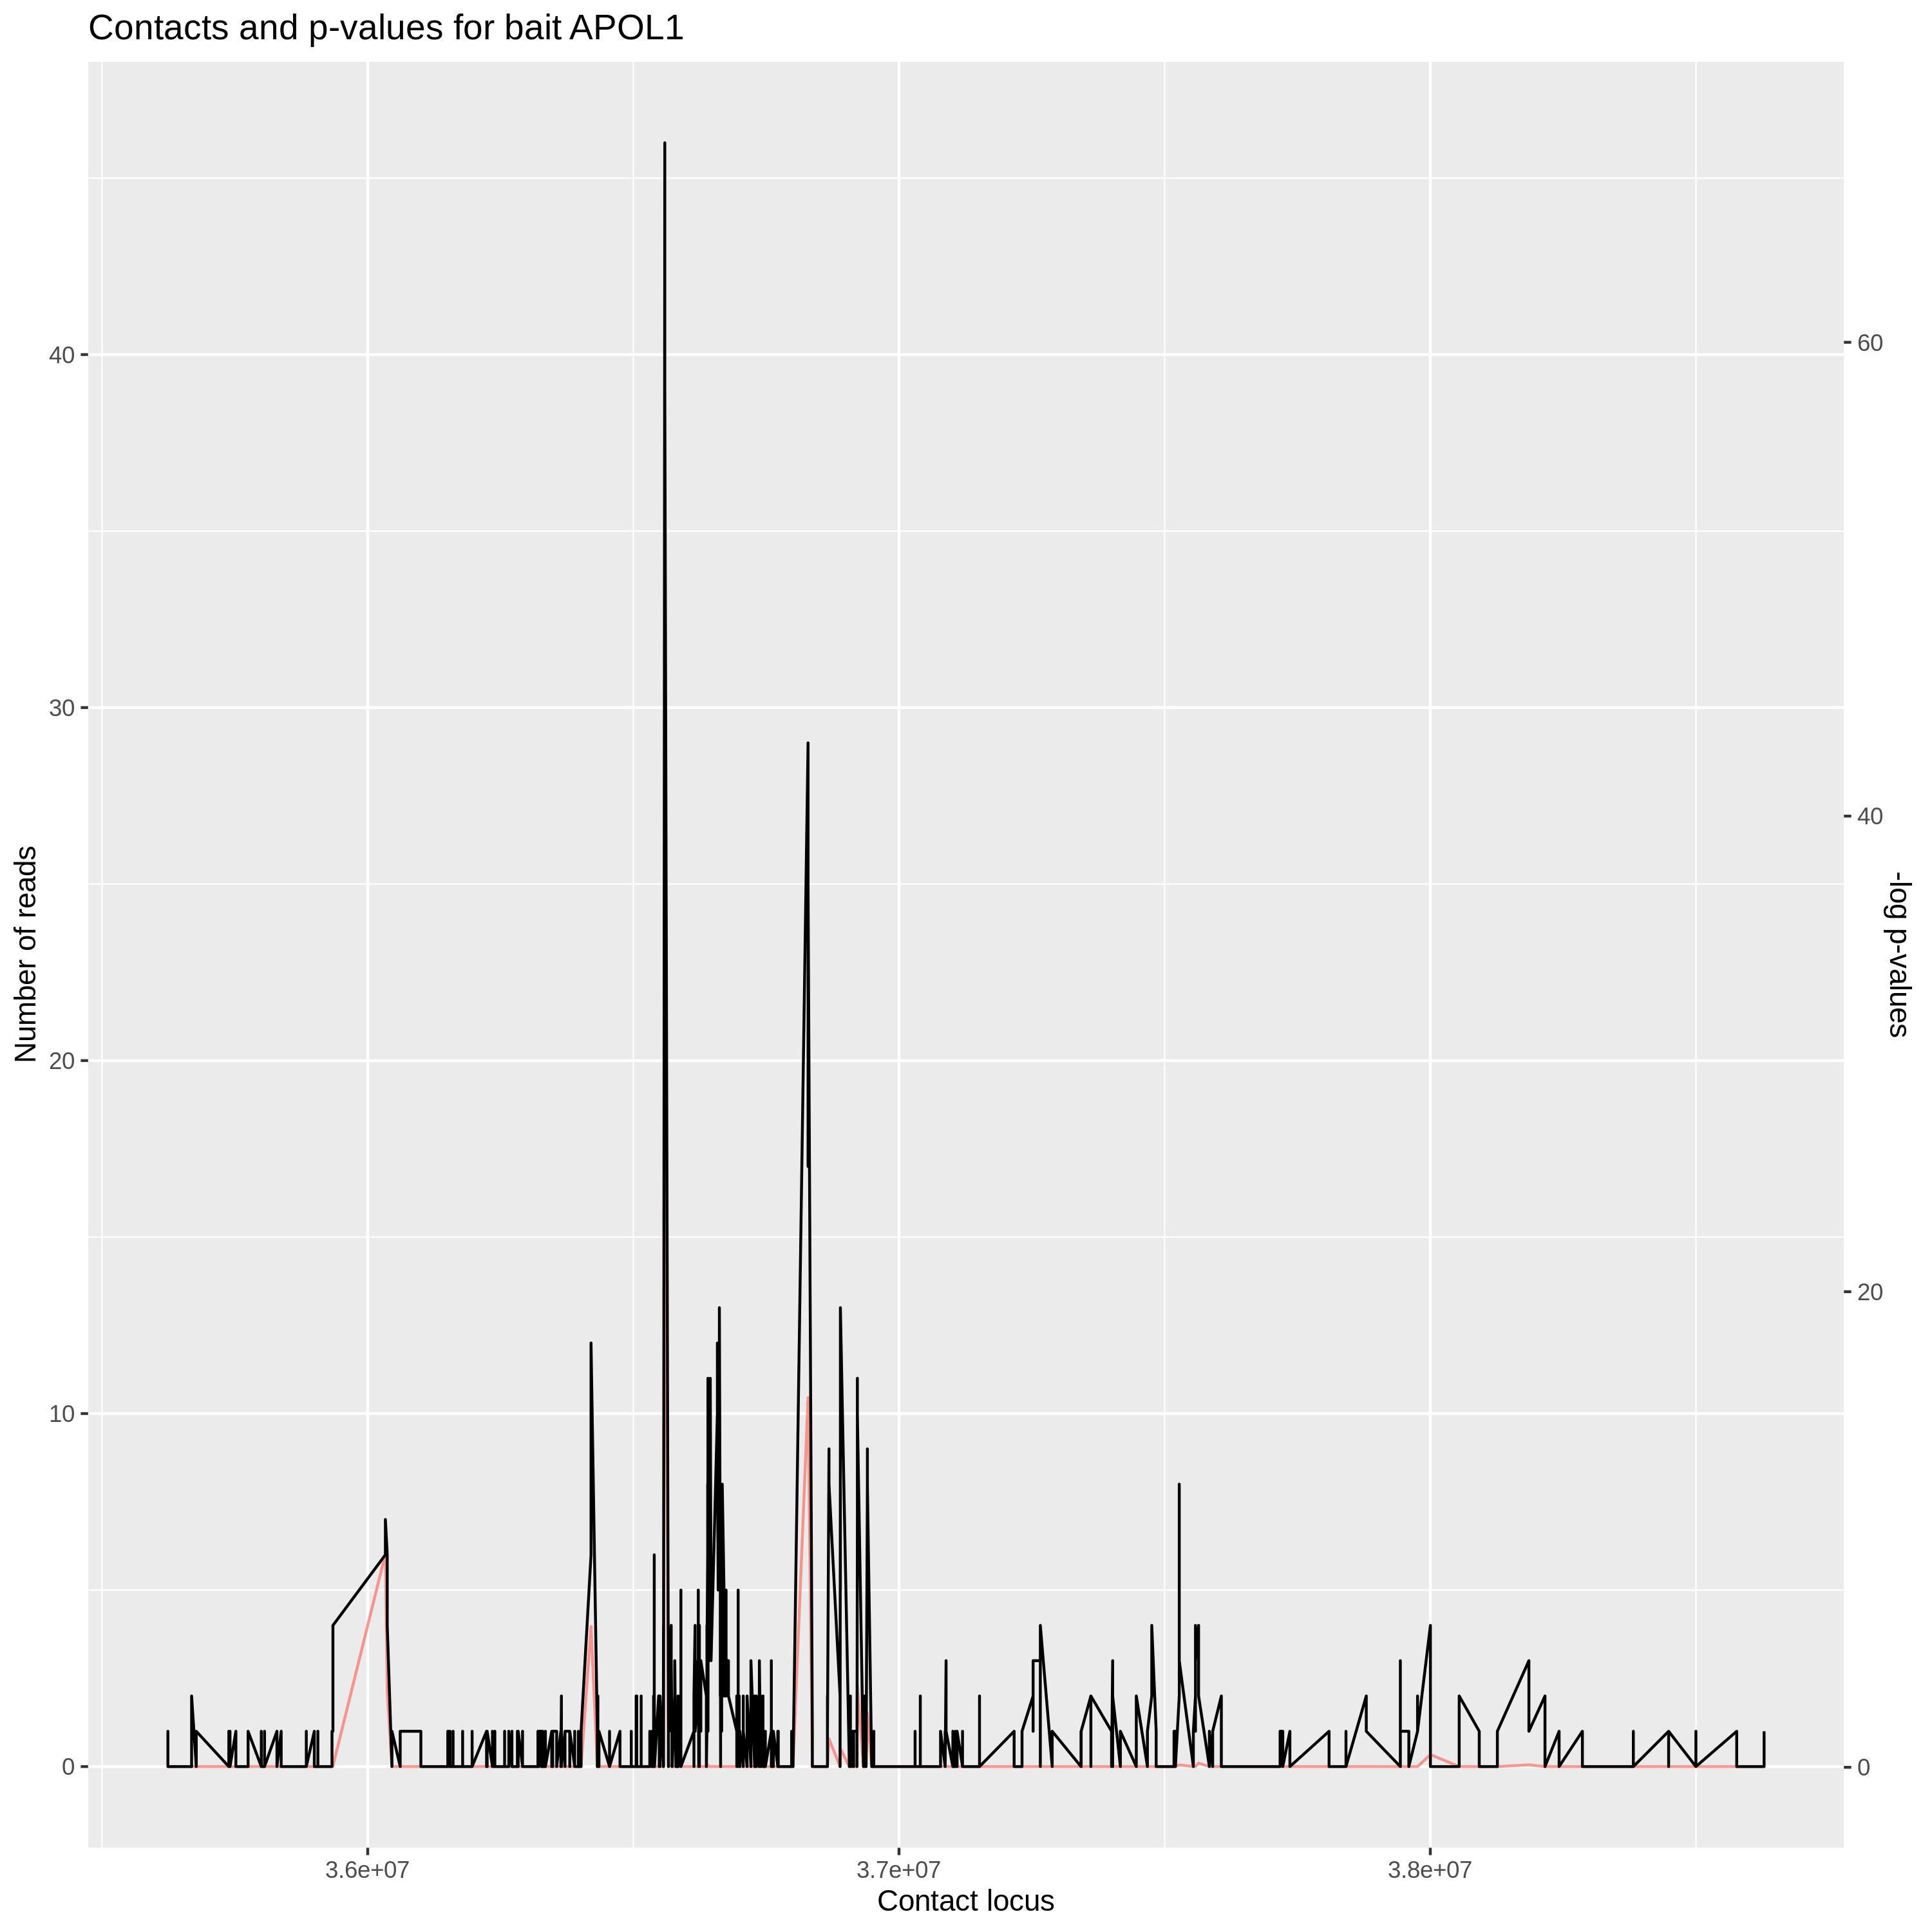 Contacts and p-values for bait APOL1
Number of reads
40
30
20
10
0
60
40
20
0
-log p-values
3.6e+07
3.7e+07
3.8e+07
Contact locus